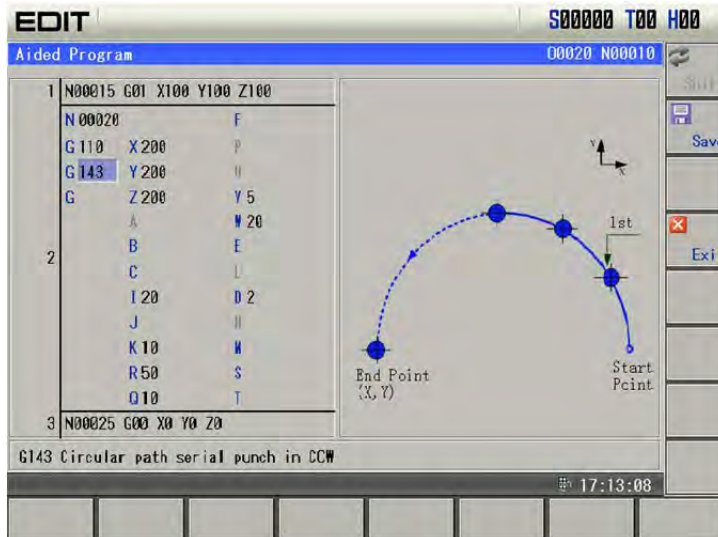 EDIT S00000 T00 H00
Aided Program O0020 N00010
1 N00015 G01 X100 Y100 Z100
N 00020 F
G 110 X 200 P
G 143 Y 200 U
G Z 200 Y 5
A W 20
B E
2
C L
I 20 D 2
J H
K 10 M
R 50 S
Q 10 T
3 N00025 G00 X0 Y0 Z0
Y
X
1st
End Point
(X,Y)
Start
Point
G143 Circular path serial punch in CCW
17:13:08
Shif
Save
Exi